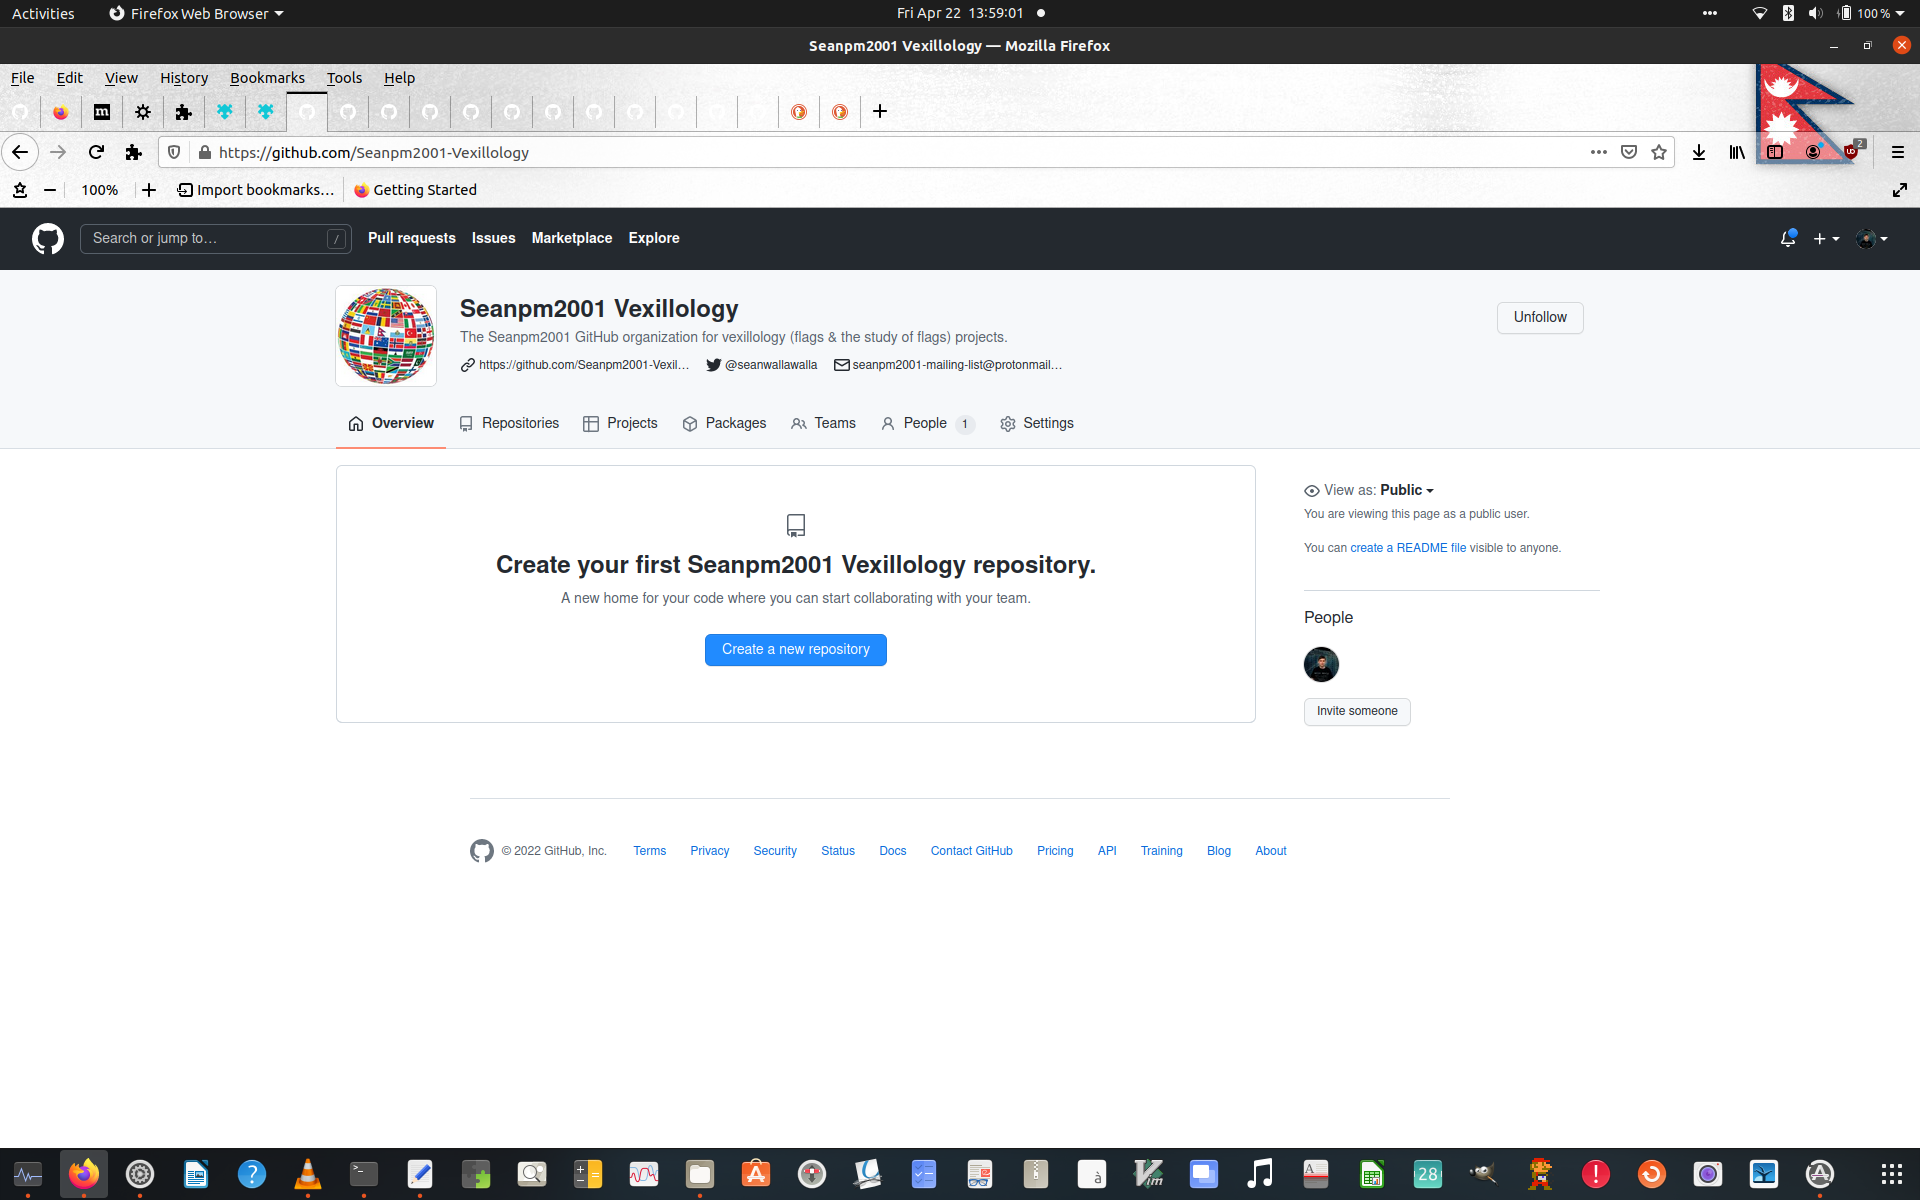 Activities Firefox Web Browser Fri Apr 22 13:59:01 100 %
Seanpm2001 Vexillology — Mozilla Firefox
File Edit View History Bookmarks Tools Help
https://github.com/Seanpm2001-Vexillology 2
100% Import bookmarks… Getting Started
Search or jump to… / Pull requests Issues Marketplace Explore
Seanpm2001 Vexillology
The Seanpm2001 GitHub organization for vexillology (flags & the study of flags) projects.
Unfollow
https://github.com/Seanpm2001-Vexil… @seanwallawalla seanpm2001-mailing-list@protonmail…
Overview Repositories Projects Packages Teams People 1 Settings
Create your first Seanpm2001 Vexillology repository.
A new home for your code where you can start collaborating with your team.
Create a new repository
View as: Public
You are viewing this page as a public user.
You can create a README file visible to anyone.
People
Invite someone
© 2022 GitHub, Inc. Terms Privacy Security Status Docs Contact GitHub Pricing API Training Blog About
28